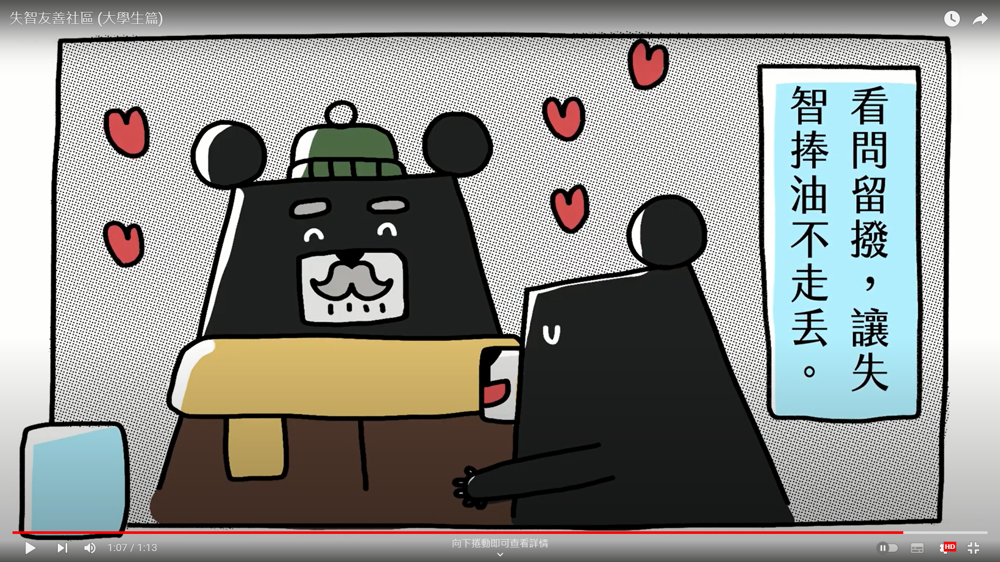 失智友善社區 (大學生篇)
看問留撥，讓失
智捧油不走丟。
向下捲動即可查看詳情
1:07 / 1:13
HD